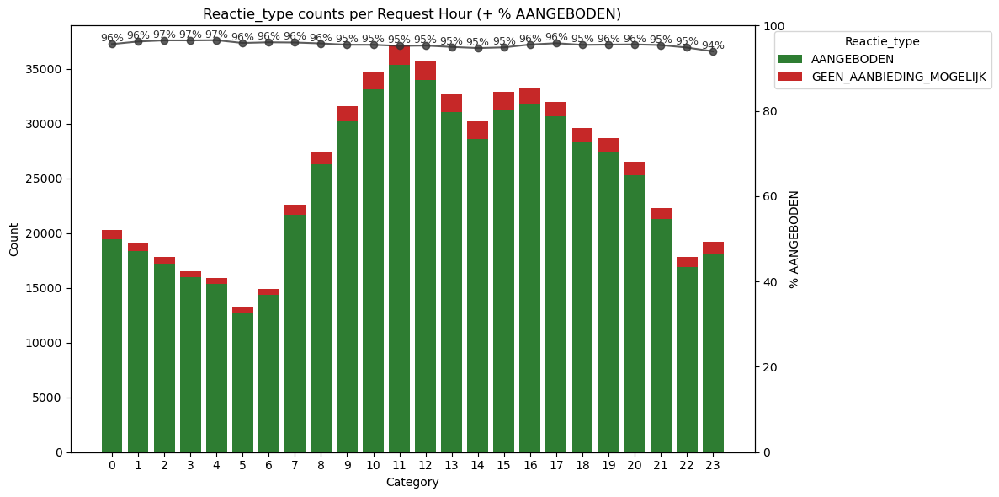 Reactie_type counts per Request Hour (+ % AANGEBODEN)
Count
0
5000
10000
15000
20000
25000
30000
35000
96% 96% 97% 97% 97% 96% 96% 96% 96% 95% 95% 95% 95% 95% 95% 95% 96% 96% 95% 96% 96% 95% 95% 94%
0 1 2 3 4 5 6 7 8 9 10 11 12 13 14 15 16 17 18 19 20 21 22 23
Category
100
80
60
40
20
0
% AANGEBODEN
Reactie_type
AANGEBODEN
GEEN_AANBIEDING_MOGELIJK